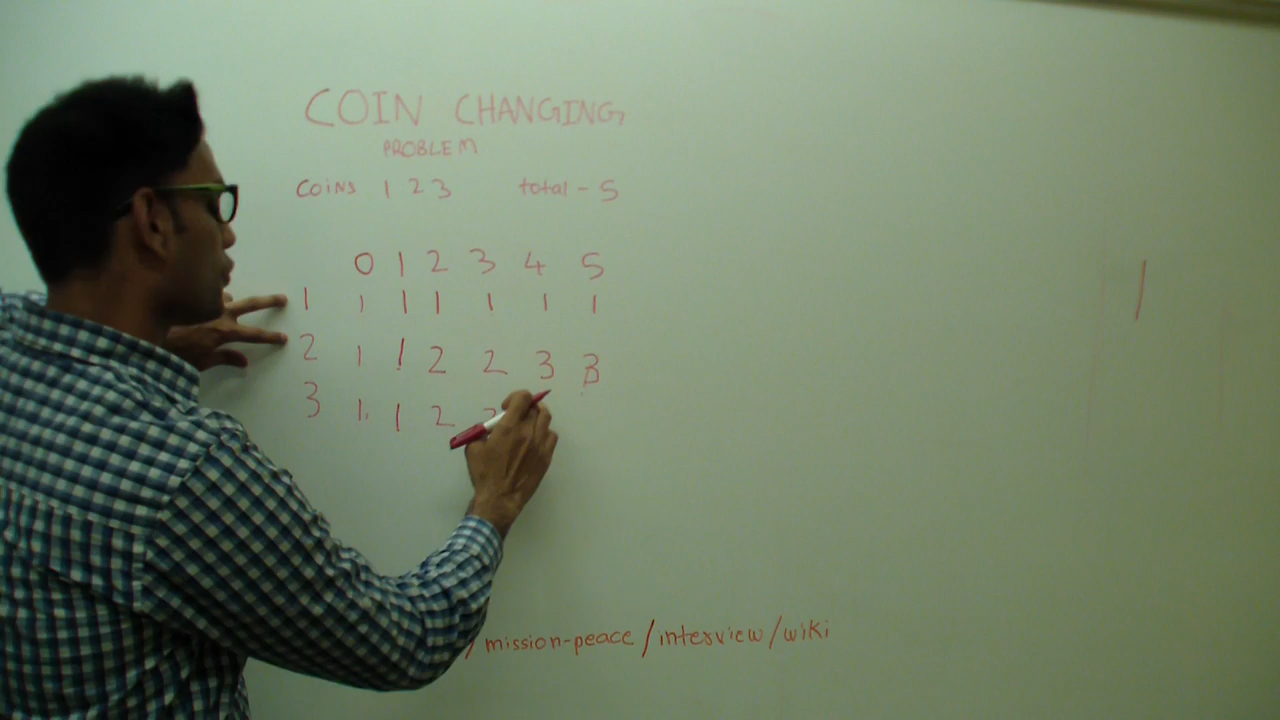 COIN CHANGING
PROBLEM
COINS 1 2 3 total - 5
0 1 2 3 4 5
1 1 1 1 1 1 1
2 1 1 2 2 3 3
3 1 1 2
/mission-peace/interview/wiki
1